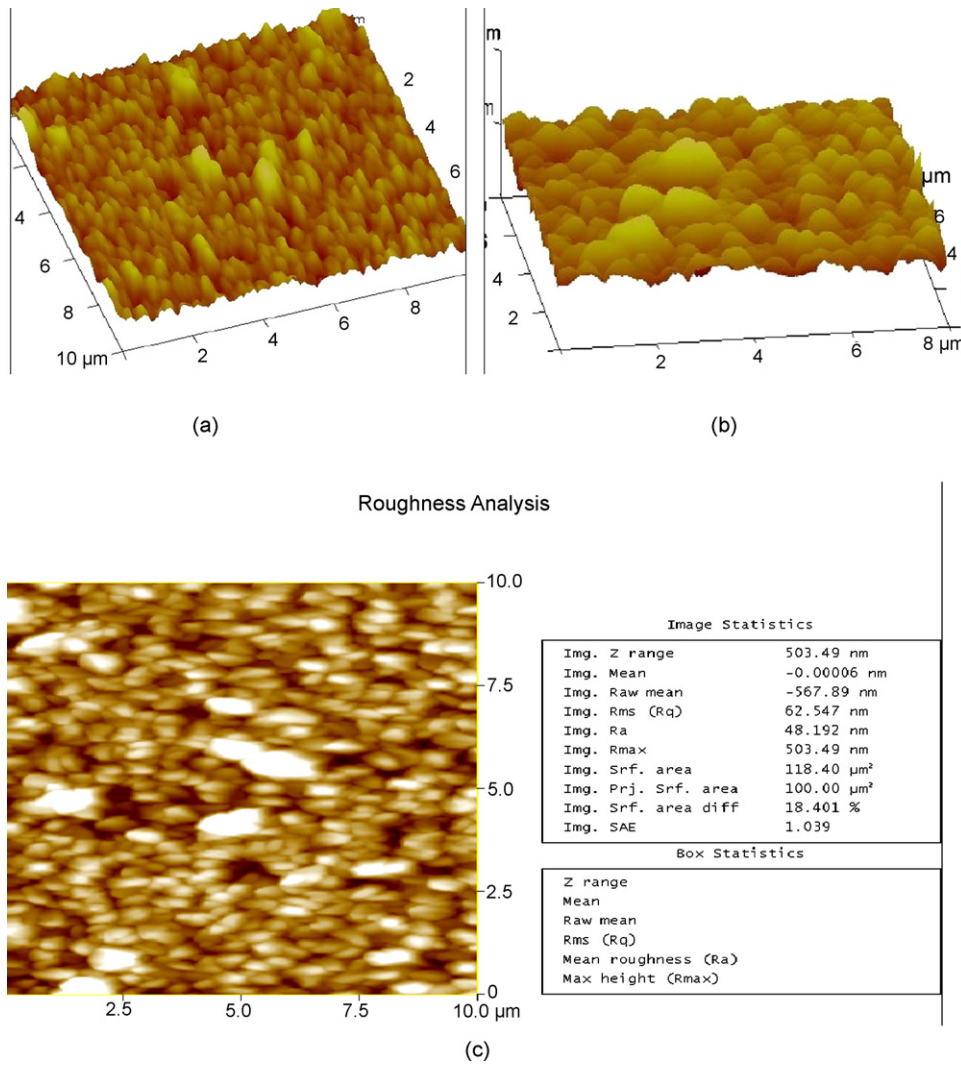 m
2
4
6
8
4
6
8
10 µm
2
4
6
8
(a)
m
m
µm
6
4
4
2
2
4
6
8 µm
(b)
Roughness Analysis
10.0
7.5
5.0
2.5
0
2.5 5.0 7.5 10.0
µm
Image Statistics
Img. Z range 503.49 nm
Img. Mean -0.00006 nm
Img. Raw mean -567.89 nm
Img. Rms (Rq) 62.547 nm
Img. Ra 48.192 nm
Img. Rmax 503.49 nm
Img. Srf. area 118.40 µm²
Img. Prj. Srf. area 100.00 µm²
Img. Srf. area diff 18.401 %
Img. SAE 1.039
Box Statistics
Z range
Mean
Raw mean
Rms (Rq)
Mean roughness (Ra)
Max height (Rmax)
(c)